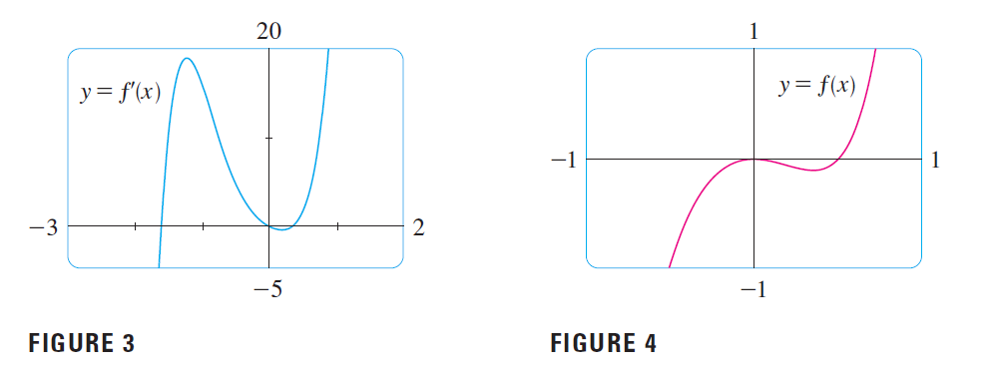 20
y = f'(x)
−3
2
−5
FIGURE 3
1
y = f(x)
−1
1
−1
FIGURE 4